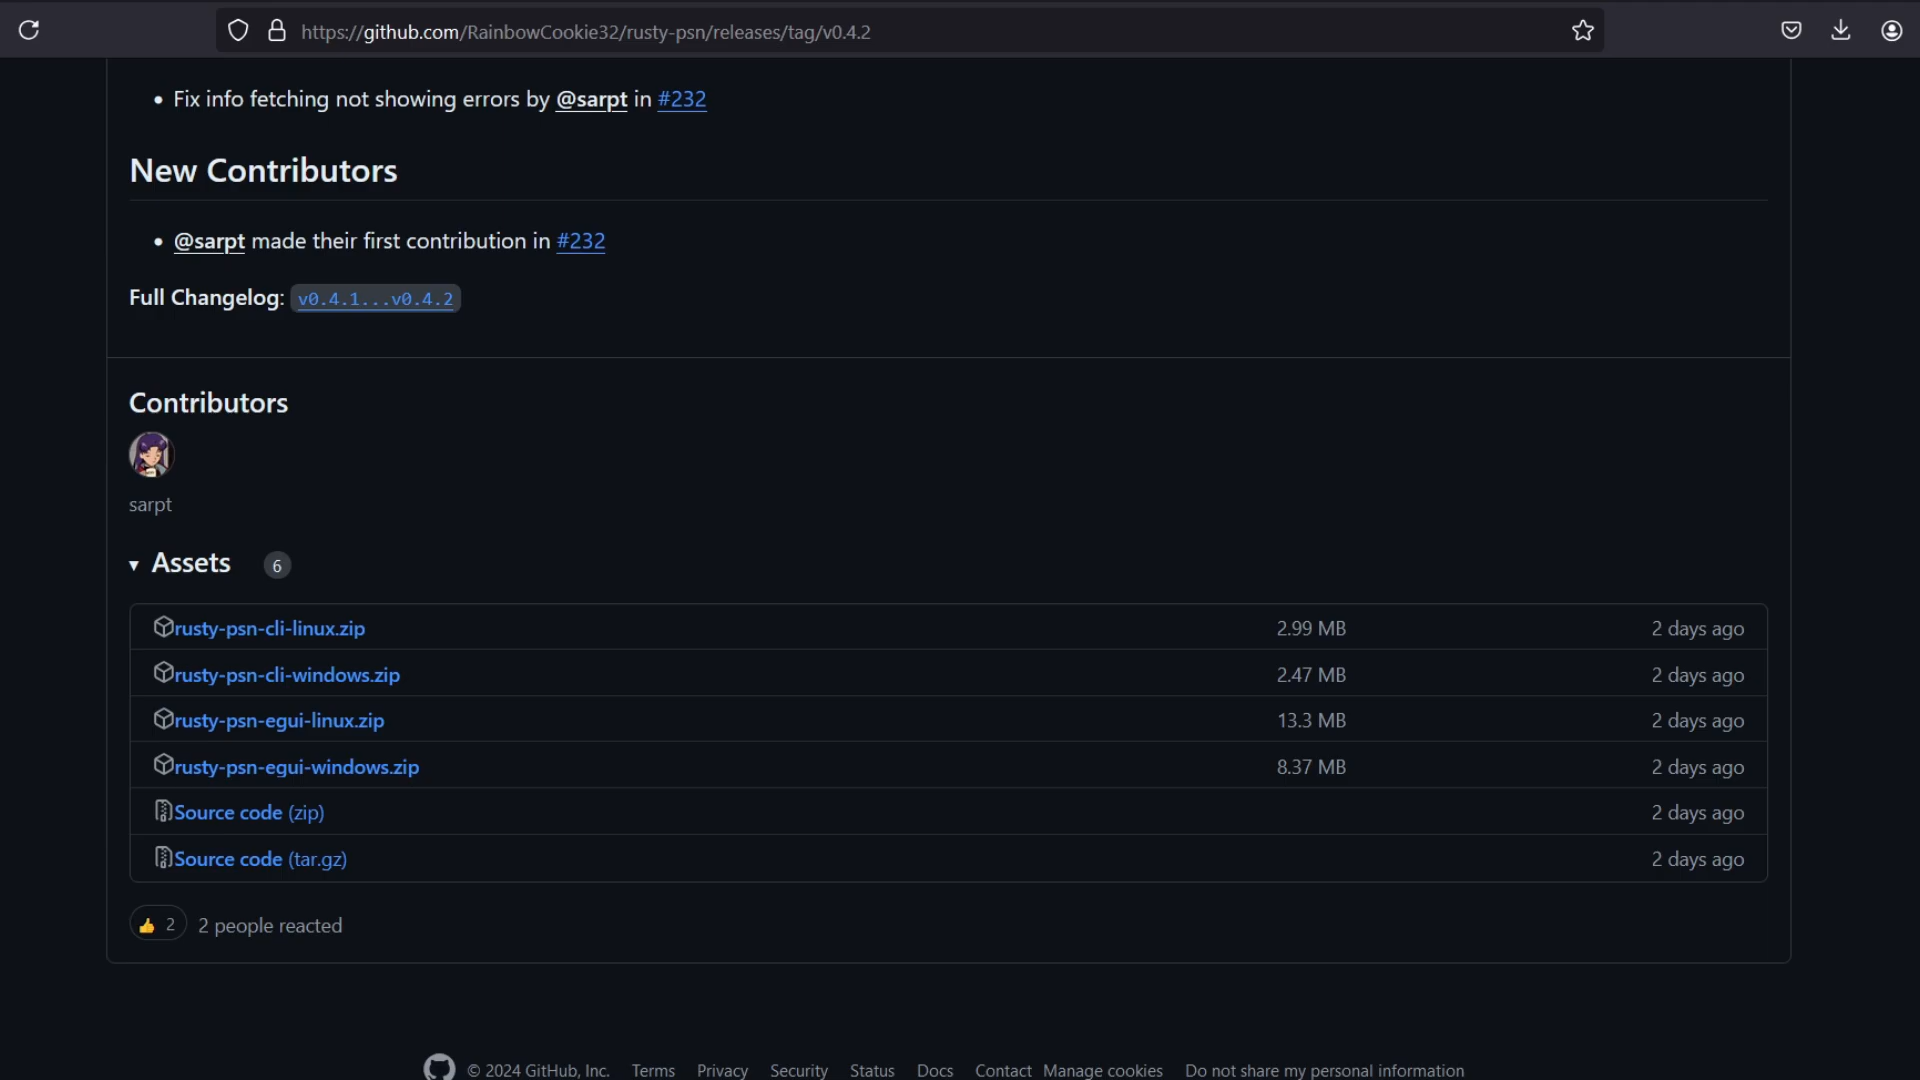 https://github.com/RainbowCookie32/rusty-psn/releases/tag/v0.4.2
• Fix info fetching not showing errors by @sarpt in #232
New Contributors
• @sarpt made their first contribution in #232
Full Changelog: v0.4.1...v0.4.2
Contributors
sarpt
▾ Assets 6
rusty-psn-cli-linux.zip 2.99 MB 2 days ago
rusty-psn-cli-windows.zip 2.47 MB 2 days ago
rusty-psn-egui-linux.zip 13.3 MB 2 days ago
rusty-psn-egui-windows.zip 8.37 MB 2 days ago
Source code (zip) 2 days ago
Source code (tar.gz) 2 days ago
👍 2 2 people reacted
© 2024 GitHub, Inc. Terms Privacy Security Status Docs Contact Manage cookies Do not share my personal information